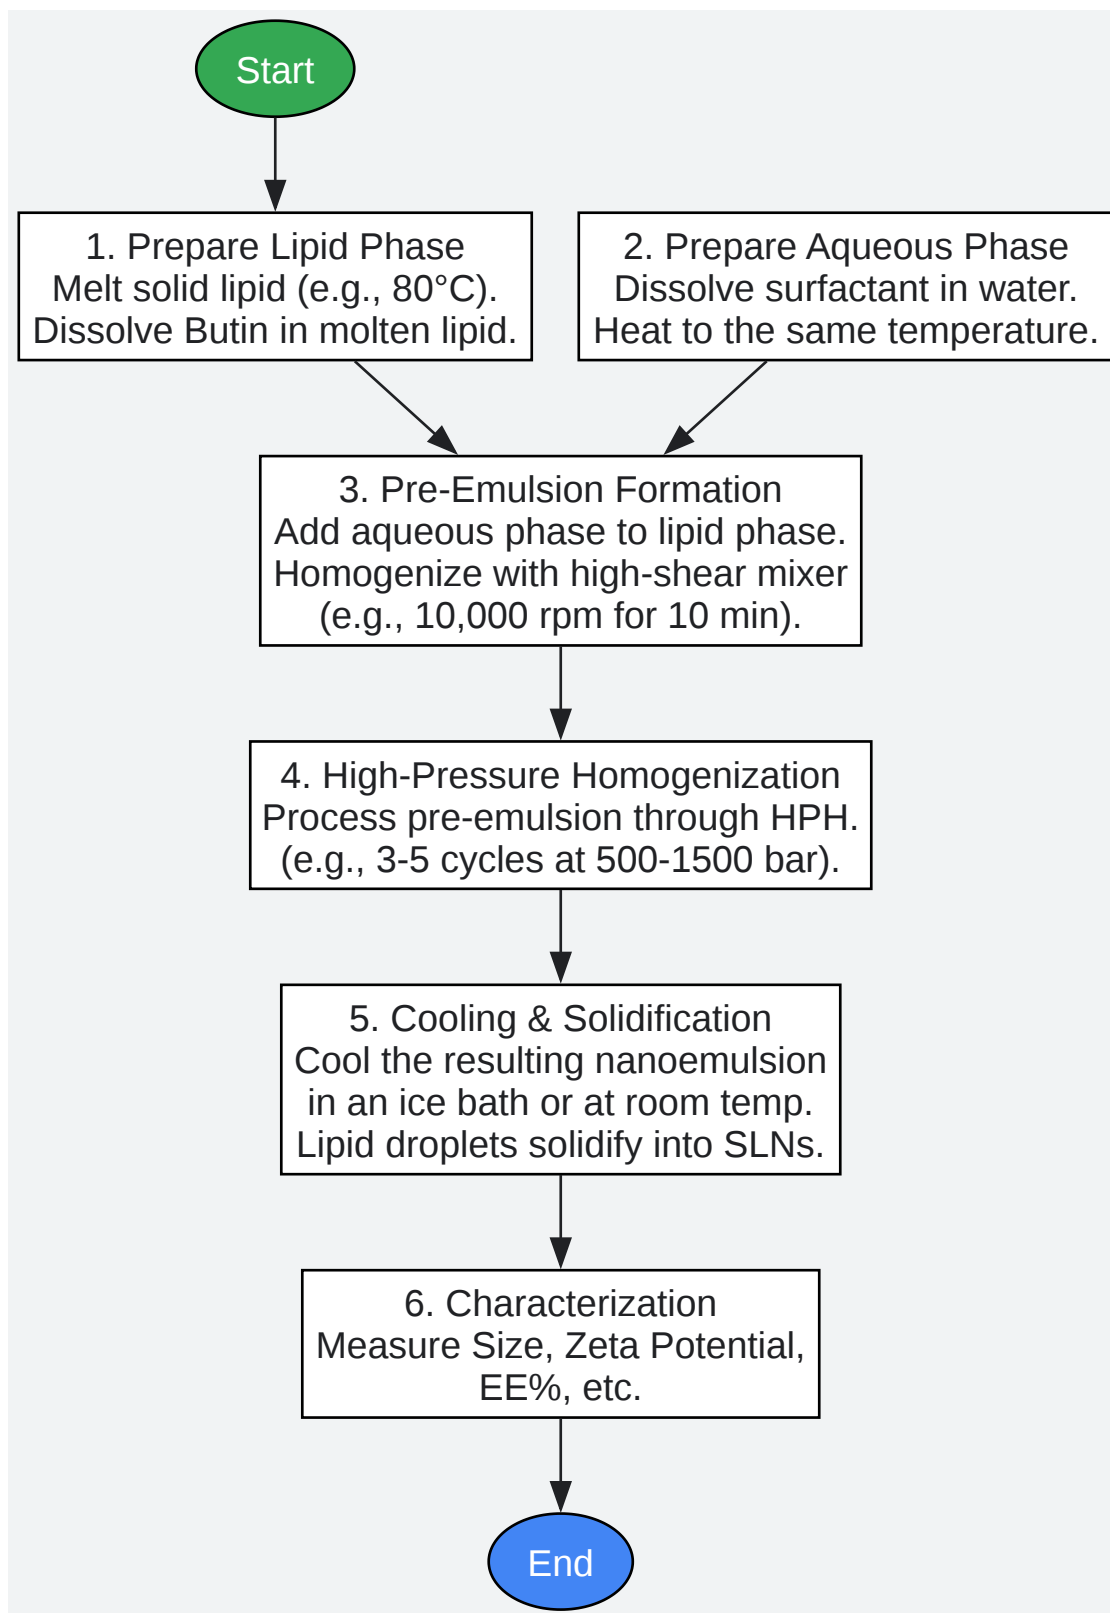 Start
1. Prepare Lipid Phase
Melt solid lipid (e.g., 80°C).
Dissolve Butin in molten lipid.
2. Prepare Aqueous Phase
Dissolve surfactant in water.
Heat to the same temperature.
3. Pre-Emulsion Formation
Add aqueous phase to lipid phase.
Homogenize with high-shear mixer
(e.g., 10,000 rpm for 10 min).
4. High-Pressure Homogenization
Process pre-emulsion through HPH.
(e.g., 3-5 cycles at 500-1500 bar).
5. Cooling & Solidification
Cool the resulting nanoemulsion
in an ice bath or at room temp.
Lipid droplets solidify into SLNs.
6. Characterization
Measure Size, Zeta Potential,
EE%, etc.
End